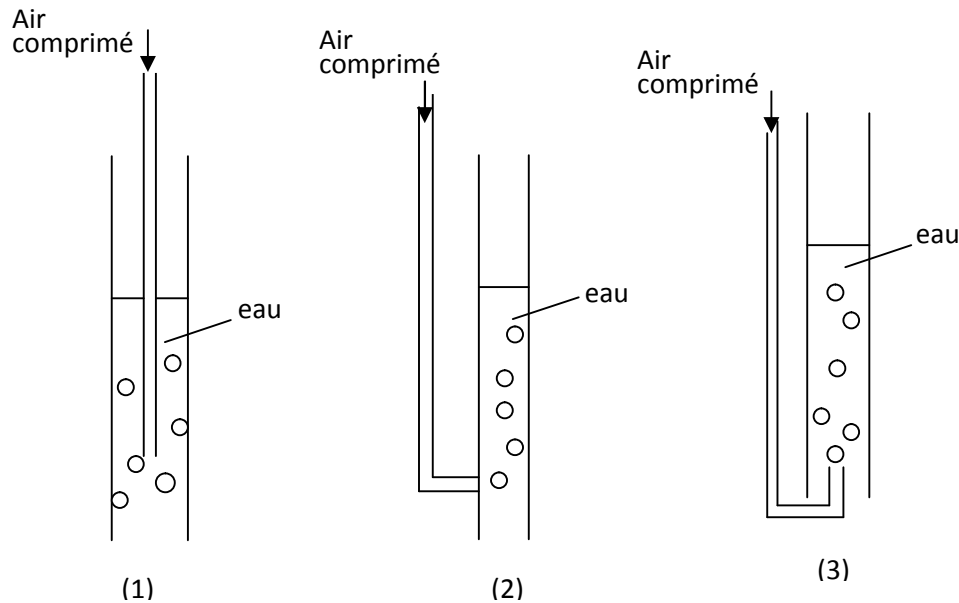 Air
comprimé
eau
(1)
Air
comprimé
eau
(2)
Air
comprimé
eau
(3)